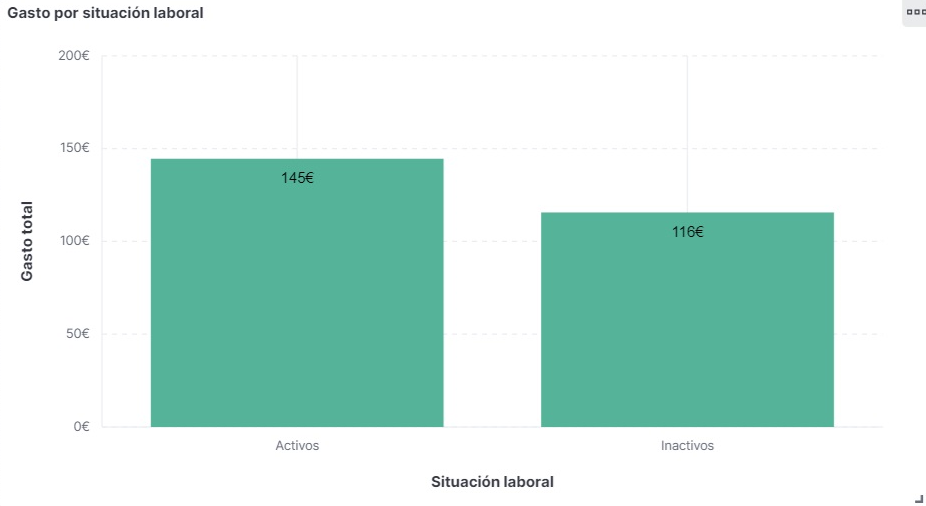 Gasto por situación laboral
200€
150€
100€
50€
0€
Gasto total
145€
116€
Activos
Inactivos
Situación laboral